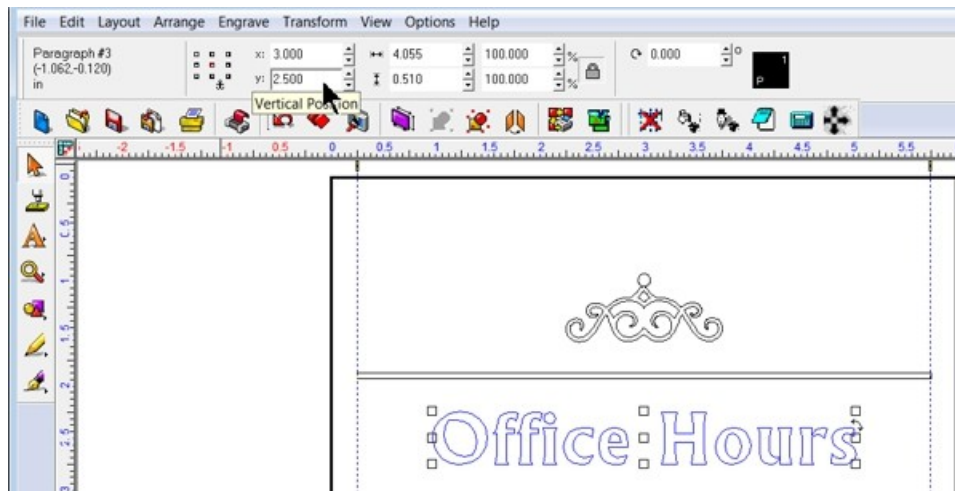 File Edit Layout Arrange Engrave Transform View Options Help
Paragraph #3
(-1.062,-0.120)
in
x: 3.000
4.055
100.000 %
0.000 °
1
y: 2.500
0.510
100.000 %
P
Vertical Position
-2 -1.5 -1 0.5 0 0.5 1 1.5 2 2.5 3 3.5 4 4.5 5 5.5
0
0.5
1
1.5
2
2.5
3
Office Hours